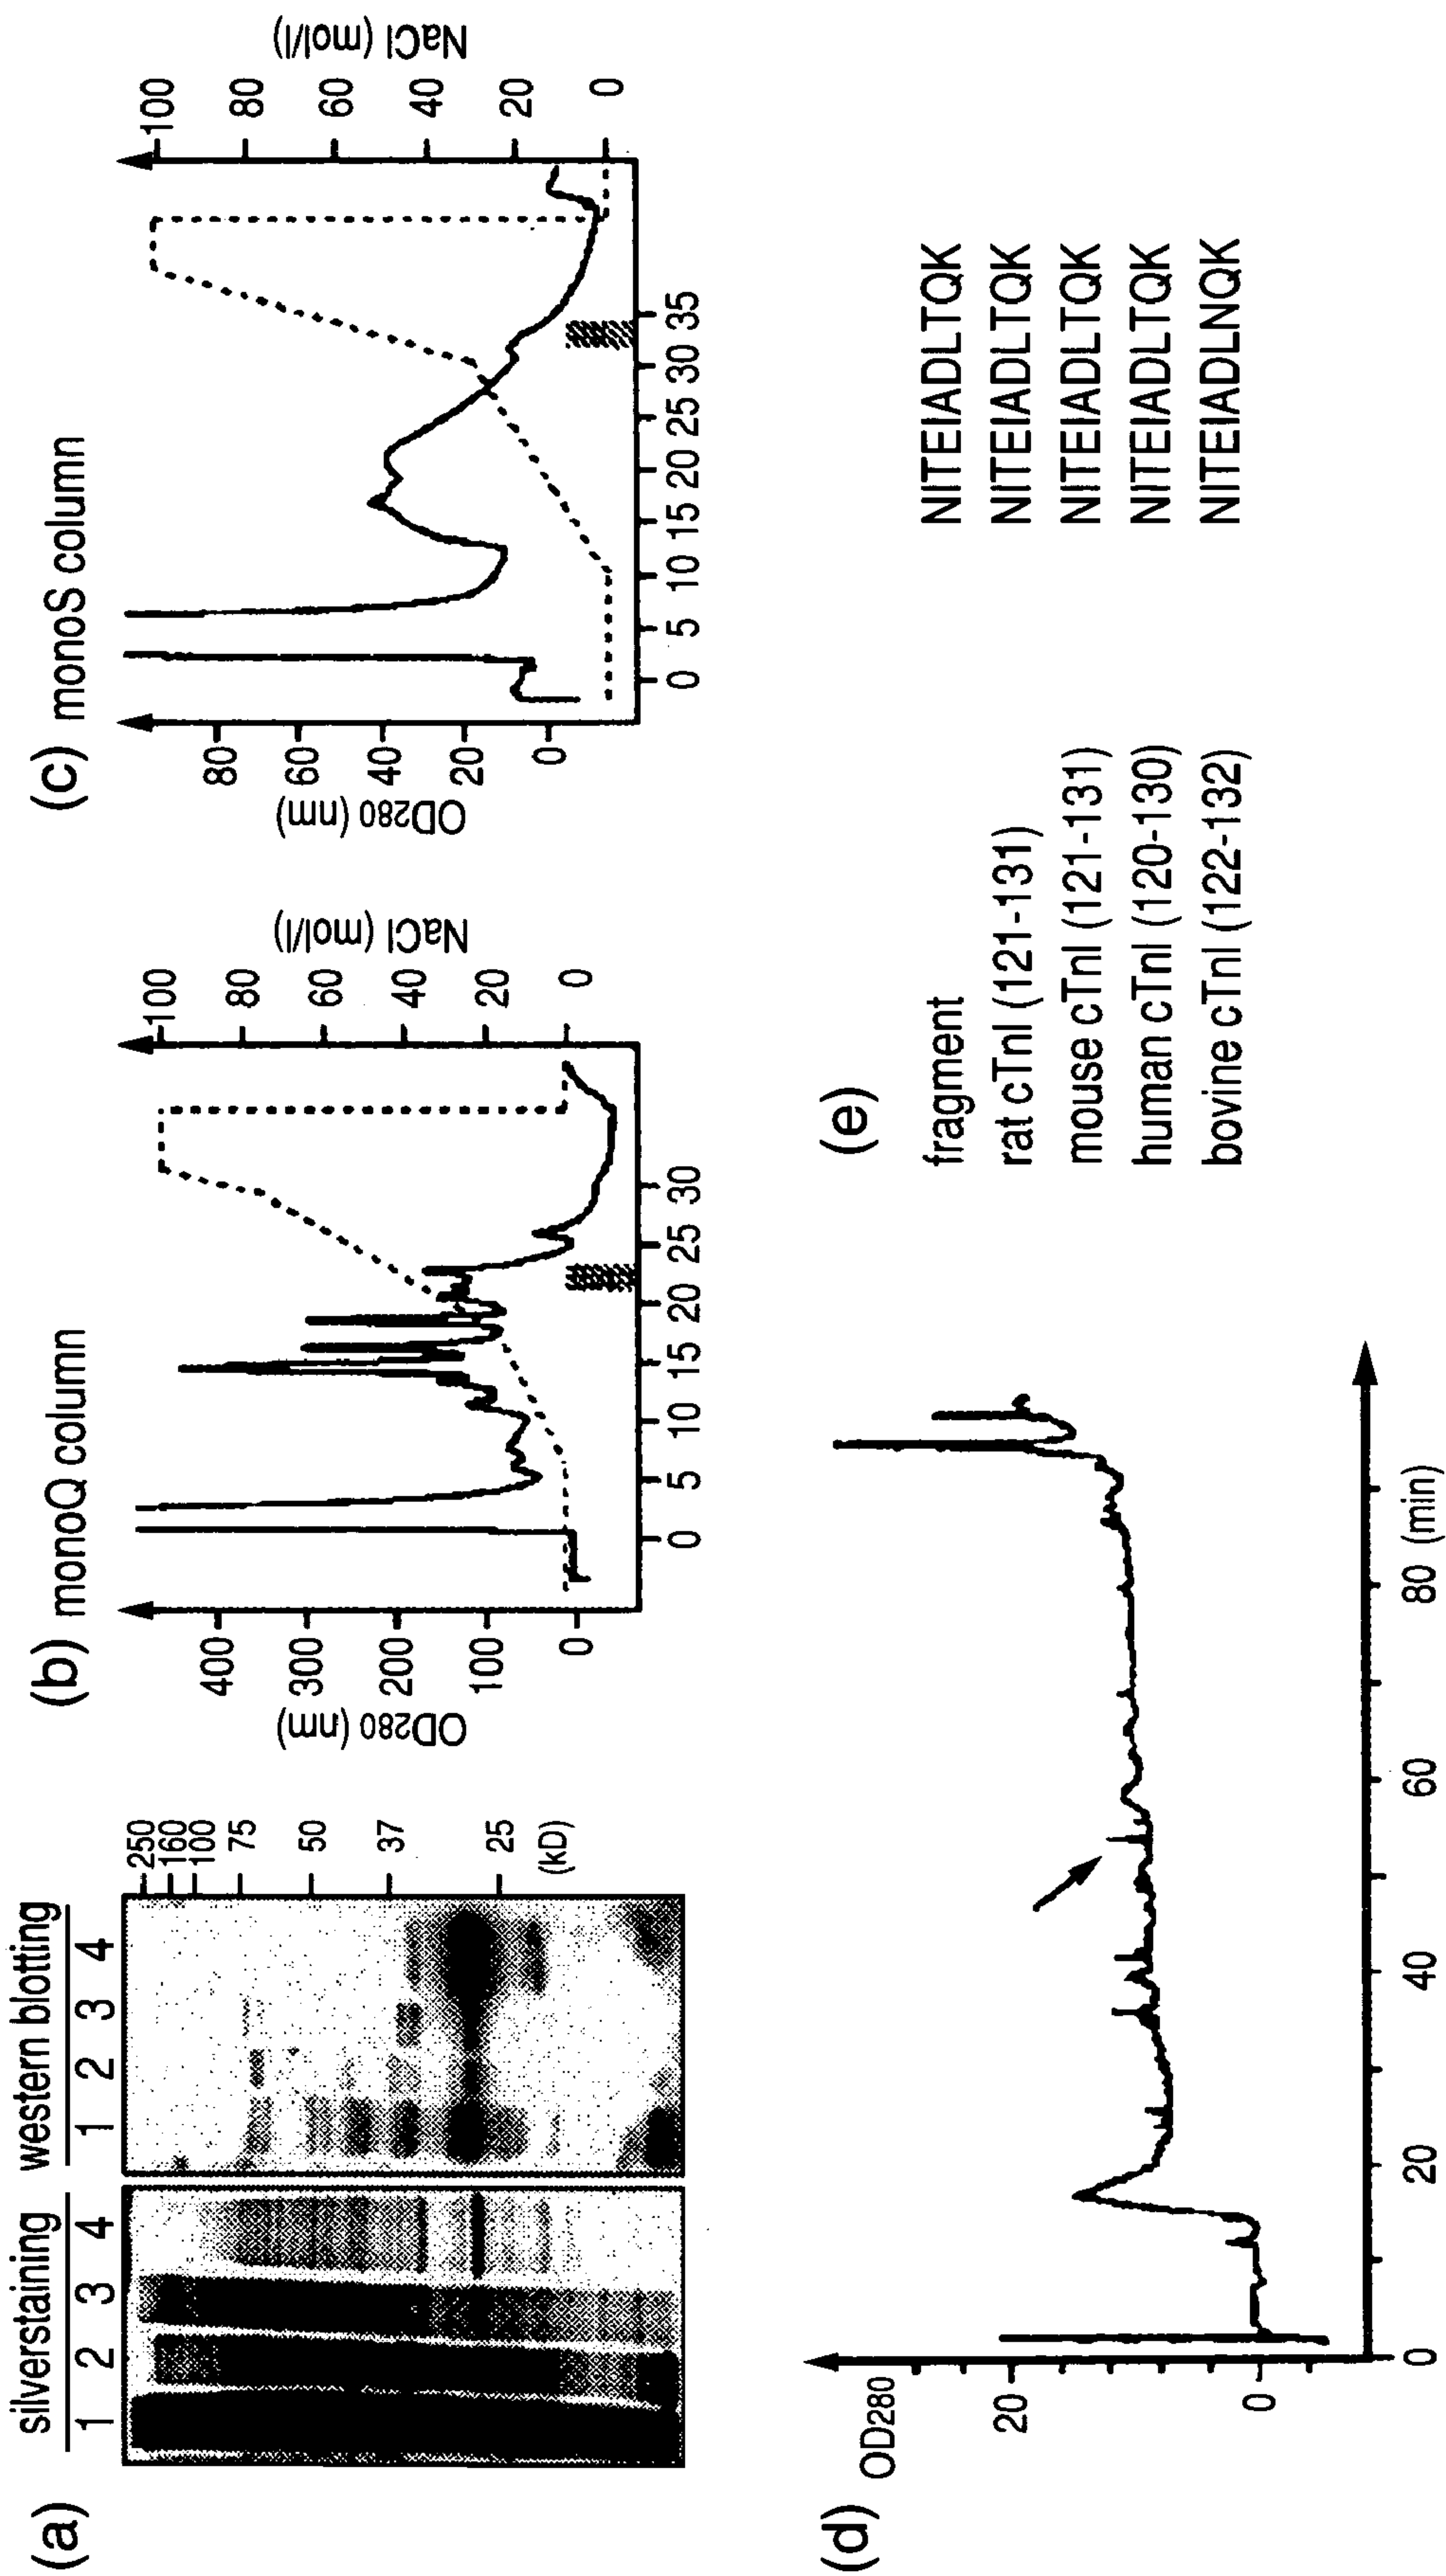 (a)
silverstaining
western blotting
1 2 3 4
1 2 3 4
250
160
100
75
50
37
25
(kD)
(b) monoQ column
OD280 (nm)
400
300
200
100
0
NaCl (mol/l)
100
80
60
40
20
0
0 5 10 15 20 25 30
(c) monoS column
OD280 (nm)
80
60
40
20
0
NaCl (mol/l)
100
80
60
40
20
0
0 5 10 15 20 25 30 35
(d)
OD280
20
0
0 20 40 60 80 (min)
(e)
fragment NITEIADLTQK
rat cTnI (121-131) NITEIADLTQK
mouse cTnI (121-131) NITEIADLTQK
human cTnI (120-130) NITEIADLTQK
bovine cTnI (122-132) NITEIADLNQK